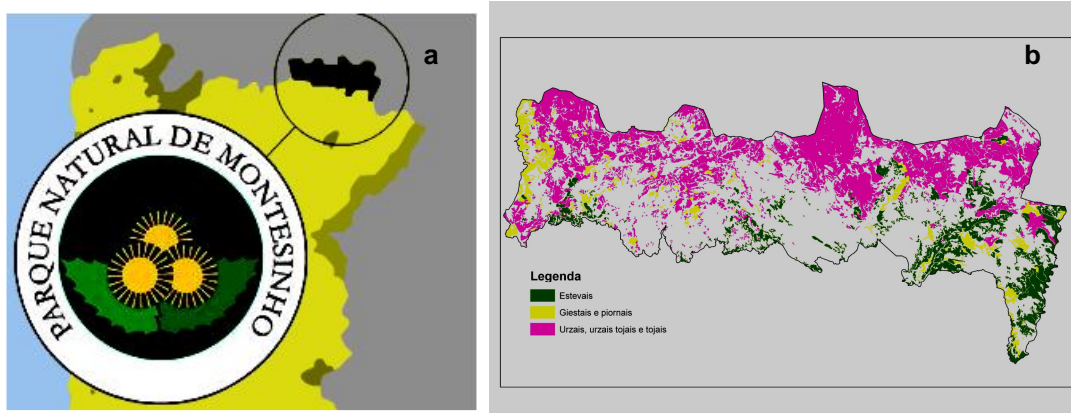 a
PARQUE NATURAL DE MONTESINHO
b
Legenda
Estevais
Giestais e piornais
Urzais, urzais tojais e tojais